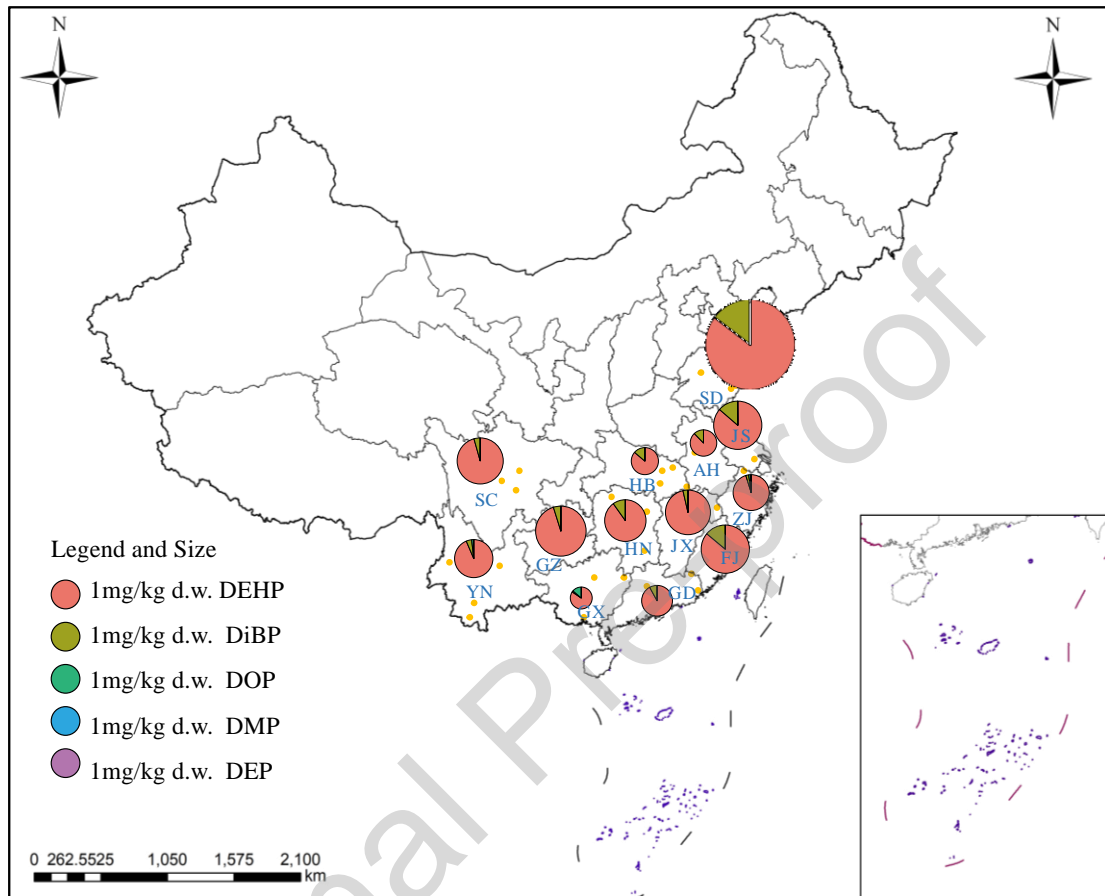 N
N
SD
JS
AH
HB
SC
ZJ
JX
HN
FJ
GZ
YN
GX
GD
Legend and Size
1mg/kg d.w. DEHP
1mg/kg d.w. DiBP
1mg/kg d.w. DOP
1mg/kg d.w. DMP
1mg/kg d.w. DEP
0 262.5525 1,050 1,575 2,100
km
nal Pre-proof